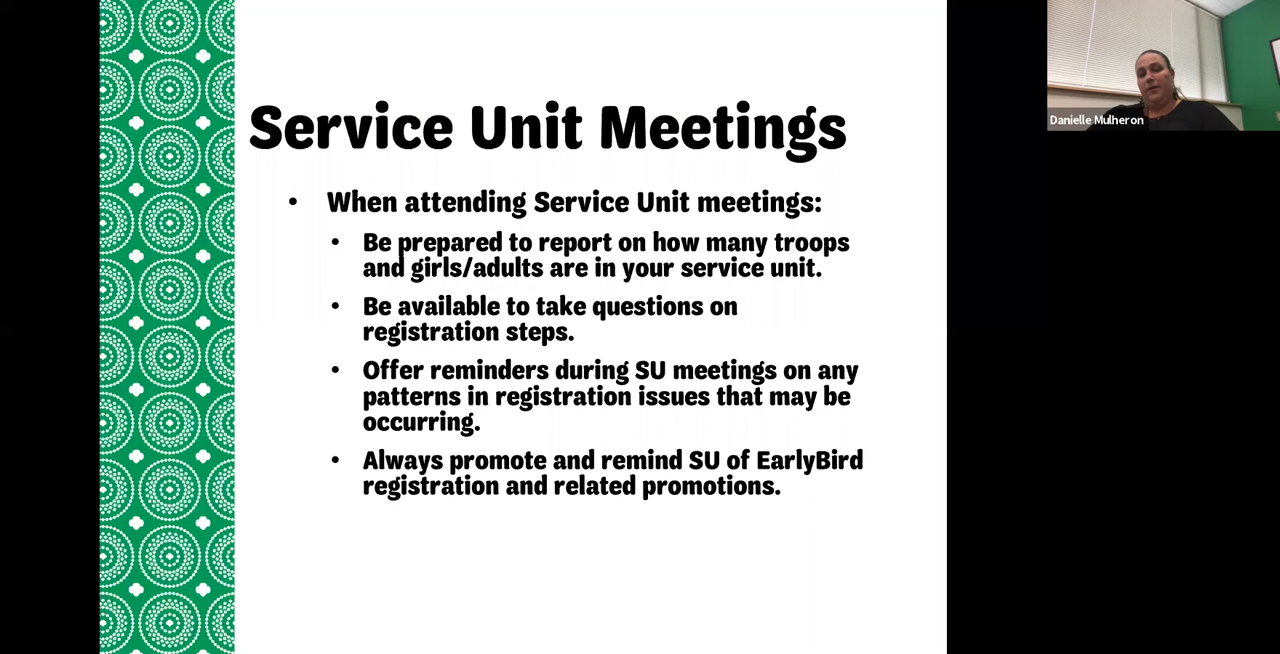 Service Unit Meetings
• When attending Service Unit meetings:
• Be prepared to report on how many troops
and girls/adults are in your service unit.
• Be available to take questions on
registration steps.
• Offer reminders during SU meetings on any
patterns in registration issues that may be
occurring.
• Always promote and remind SU of EarlyBird
registration and related promotions.
Danielle Mulheron